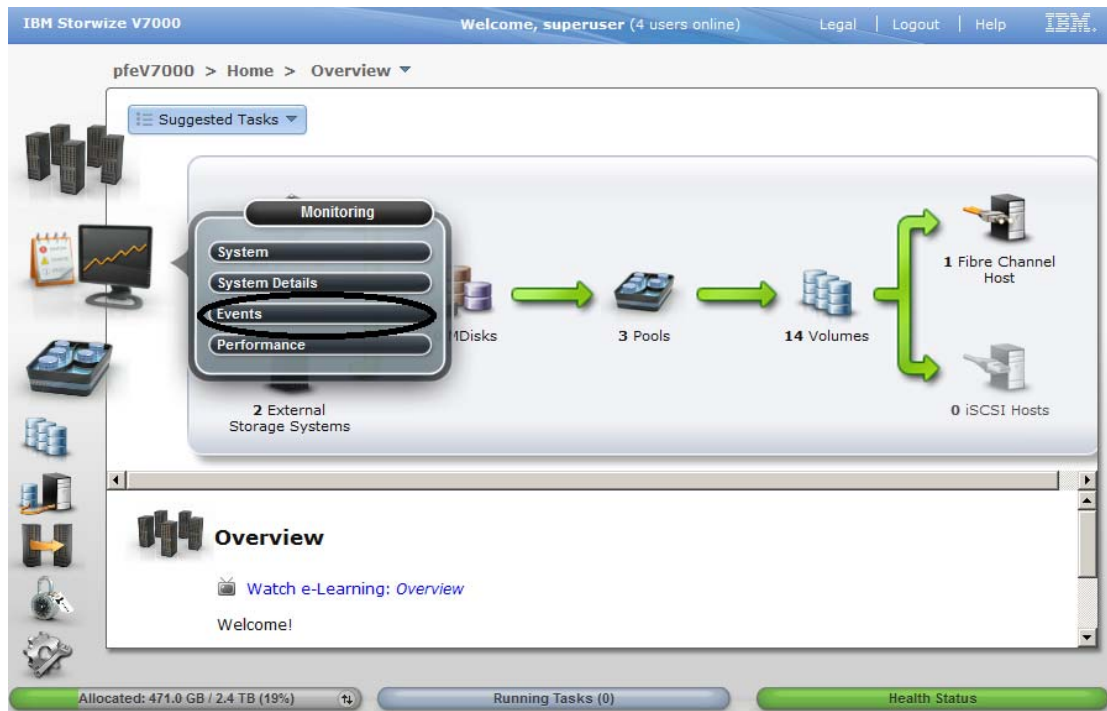 IBM Storwize V7000
Welcome, superuser (4 users online)
Legal | Logout | Help
IBM.
pfeV7000 > Home > Overview
Suggested Tasks
Monitoring
System
System Details
Events
Performance
MDisks
3 Pools
14 Volumes
1 Fibre Channel
Host
0 iSCSI Hosts
2 External
Storage Systems
Overview
Watch e-Learning: Overview
Welcome!
Allocated: 471.0 GB / 2.4 TB (19%)
Running Tasks (0)
Health Status